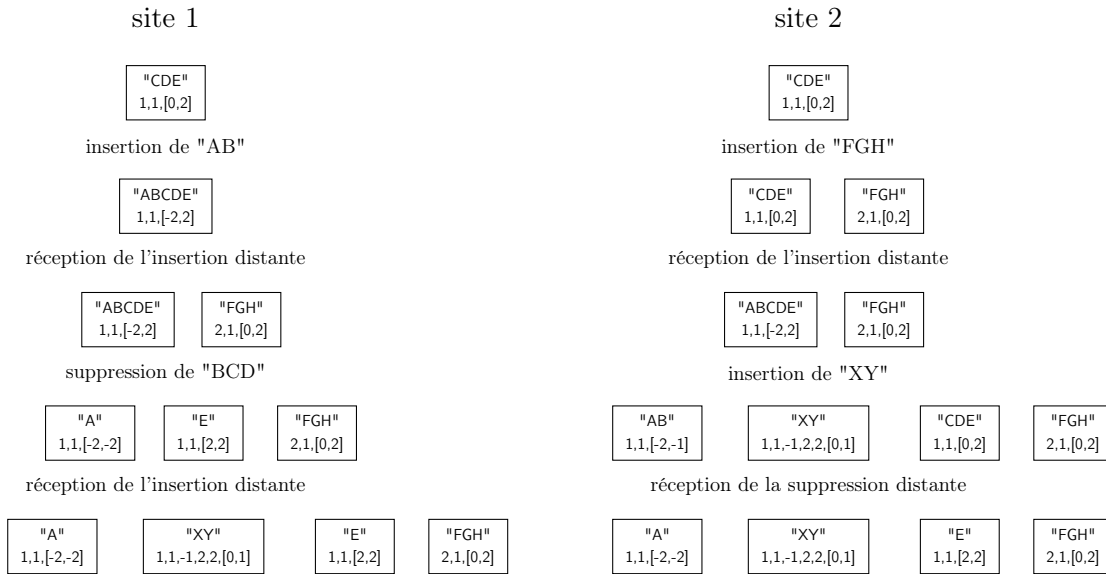 site 1
"CDE"
1,1,[0,2]
insertion de "AB"
"ABCDE"
1,1,[-2,2]
réception de l'insertion distante
"ABCDE"
1,1,[-2,2]
"FGH"
2,1,[0,2]
suppression de "BCD"
"A"
1,1,[-2,-2]
"E"
1,1,[2,2]
"FGH"
2,1,[0,2]
réception de l'insertion distante
"A"
1,1,[-2,-2]
"XY"
1,1,-1,2,2,[0,1]
"E"
1,1,[2,2]
"FGH"
2,1,[0,2]
site 2
"CDE"
1,1,[0,2]
insertion de "FGH"
"CDE"
1,1,[0,2]
"FGH"
2,1,[0,2]
réception de l'insertion distante
"ABCDE"
1,1,[-2,2]
"FGH"
2,1,[0,2]
insertion de "XY"
"AB"
1,1,[-2,-1]
"XY"
1,1,-1,2,2,[0,1]
"CDE"
1,1,[0,2]
"FGH"
2,1,[0,2]
réception de la suppression distante
"A"
1,1,[-2,-2]
"XY"
1,1,-1,2,2,[0,1]
"E"
1,1,[2,2]
"FGH"
2,1,[0,2]